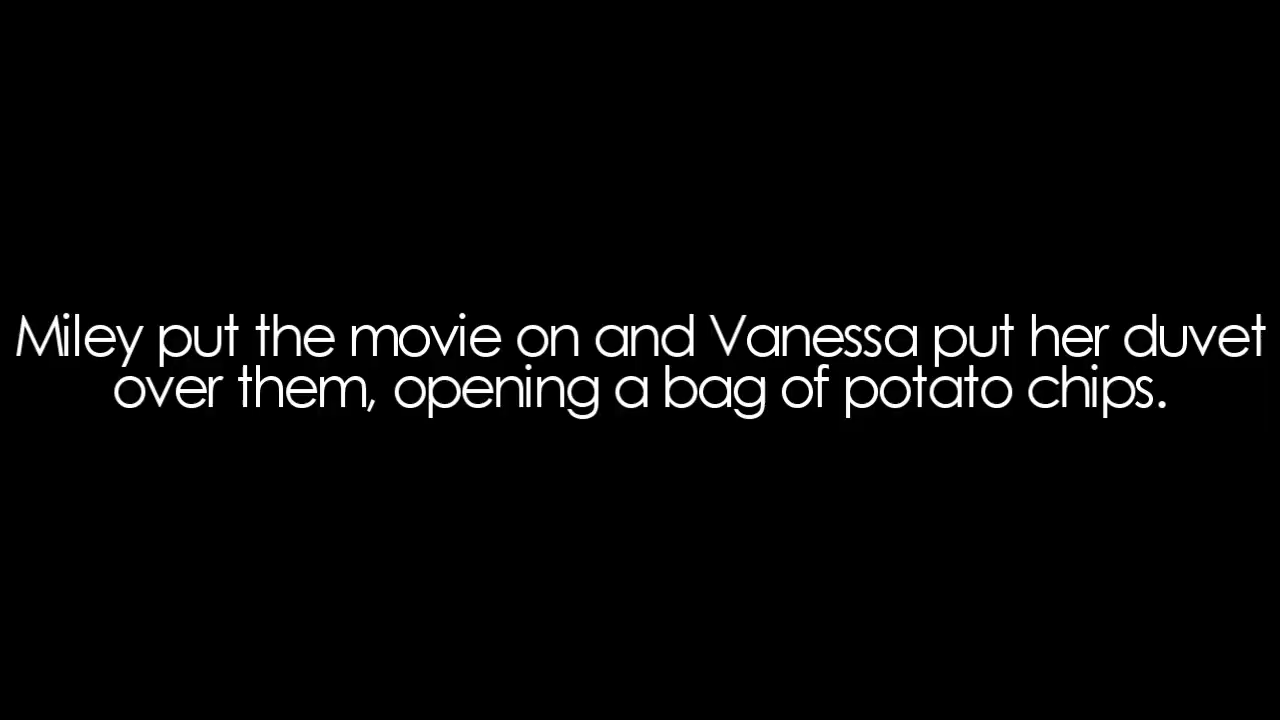 Miley put the movie on and Vanessa put her duvet
over them, opening a bag of potato chips.